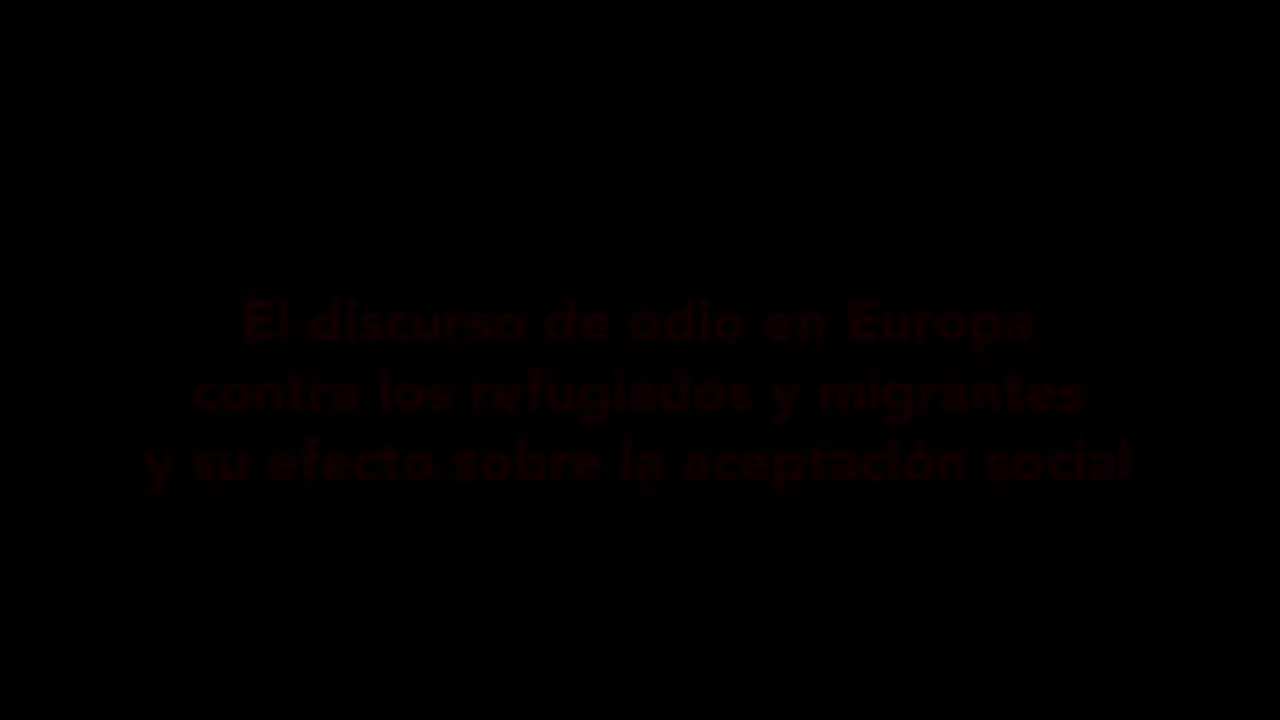 El discurso de odio en Europa
contra los refugiados y migrantes
y su efecto sobre la aceptación social